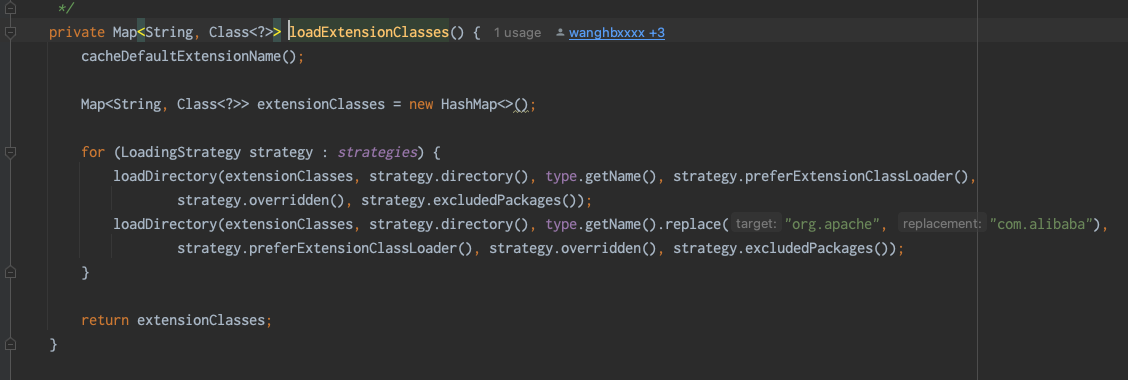 */
private Map<String, Class<?>> loadExtensionClasses() { 1 usage wanghbxxxx +3
cacheDefaultExtensionName();
Map<String, Class<?>> extensionClasses = new HashMap<>();
for (LoadingStrategy strategy : strategies) {
loadDirectory(extensionClasses, strategy.directory(), type.getName(), strategy.preferExtensionClassLoader(),
strategy.overridden(), strategy.excludedPackages());
loadDirectory(extensionClasses, strategy.directory(), type.getName().replace( target: "org.apache", replacement: "com.alibaba"),
strategy.preferExtensionClassLoader(), strategy.overridden(), strategy.excludedPackages());
}
return extensionClasses;
}